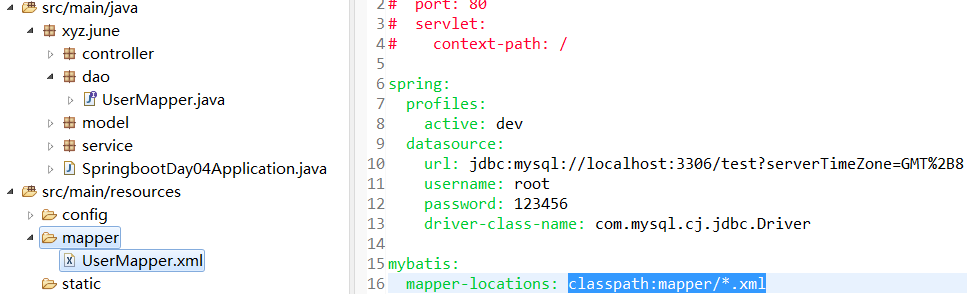 src/main/java
xyz.june
controller
dao
UserMapper.java
model
service
SpringbootDay04Application.java
src/main/resources
config
mapper
UserMapper.xml
static
2 # port: 80
3 # servlet:
4 # context-path: /
5
6 spring:
7 profiles:
8 active: dev
9 datasource:
10 url: jdbc:mysql://localhost:3306/test?serverTimeZone=GMT%2B8
11 username: root
12 password: 123456
13 driver-class-name: com.mysql.cj.jdbc.Driver
14
15 mybatis:
16 mapper-locations: classpath:mapper/*.xml